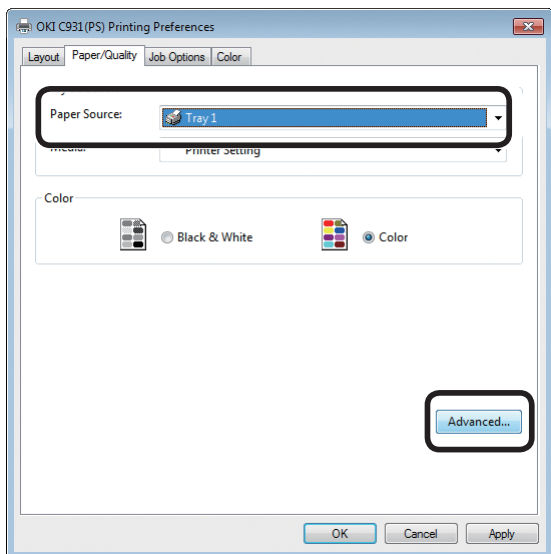 OKI C931(PS) Printing Preferences
Layout Paper/Quality Job Options Color
Paper Source: Tray 1
Printer Setting
Color
Black & White Color
Advanced...
OK Cancel Apply